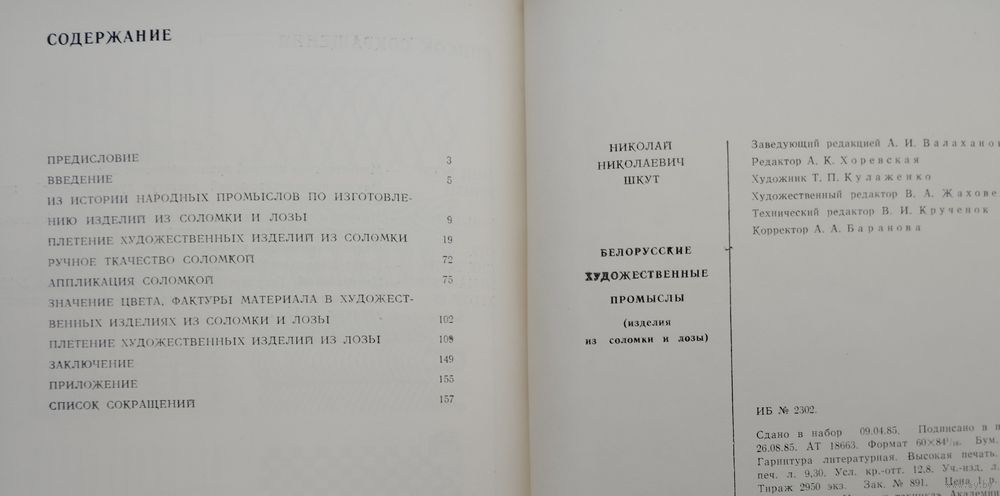 СОДЕРЖАНИЕ
ПРЕДИСЛОВИЕ 3
ВВЕДЕНИЕ 5
ИЗ ИСТОРИИ НАРОДНЫХ ПРОМЫСЛОВ ПО ИЗГОТОВЛЕ-
НИЮ ИЗДЕЛИЙ ИЗ СОЛОМКИ И ЛОЗЫ 9
ПЛЕТЕНИЕ ХУДОЖЕСТВЕННЫХ ИЗДЕЛИЙ ИЗ СОЛОМКИ 19
РУЧНОЕ ТКАЧЕСТВО СОЛОМКОЙ 72
АППЛИКАЦИЯ СОЛОМКОЙ 75
ЗНАЧЕНИЕ ЦВЕТА, ФАКТУРЫ МАТЕРИАЛА В ХУДОЖЕСТ-
ВЕННЫХ ИЗДЕЛИЯХ ИЗ СОЛОМКИ И ЛОЗЫ 102
ПЛЕТЕНИЕ ХУДОЖЕСТВЕННЫХ ИЗДЕЛИЙ ИЗ ЛОЗЫ 108
ЗАКЛЮЧЕНИЕ 149
ПРИЛОЖЕНИЕ 155
СПИСОК СОКРАЩЕНИЙ 157
НИКОЛАЙ
НИКОЛАЕВИЧ
ШКУТ
БЕЛОРУССКИЕ
ХУДОЖЕСТВЕННЫЕ
ПРОМЫСЛЫ
(изделия
из соломки и лозы)
Заведующий редакцией А. И. Валаханов
Редактор А. К. Хоревская
Художник Т. П. Кулаженко
Художественный редактор В. А. Жахове
Технический редактор В. И. Крученок
Корректор А. А. Баранова
ИБ № 2302.
Сдано в набор 09.04.85. Подписано в п
26.08.85. АТ 18663. Формат 60×84¹/₁₆. Бум.
Гарнитура литературная. Высокая печать.
печ. л. 9,30. Усл. кр.-отт. 12,8. Уч.-изд. л.
Тираж 2950 экз. Зак. № 891. Цена 1 р.